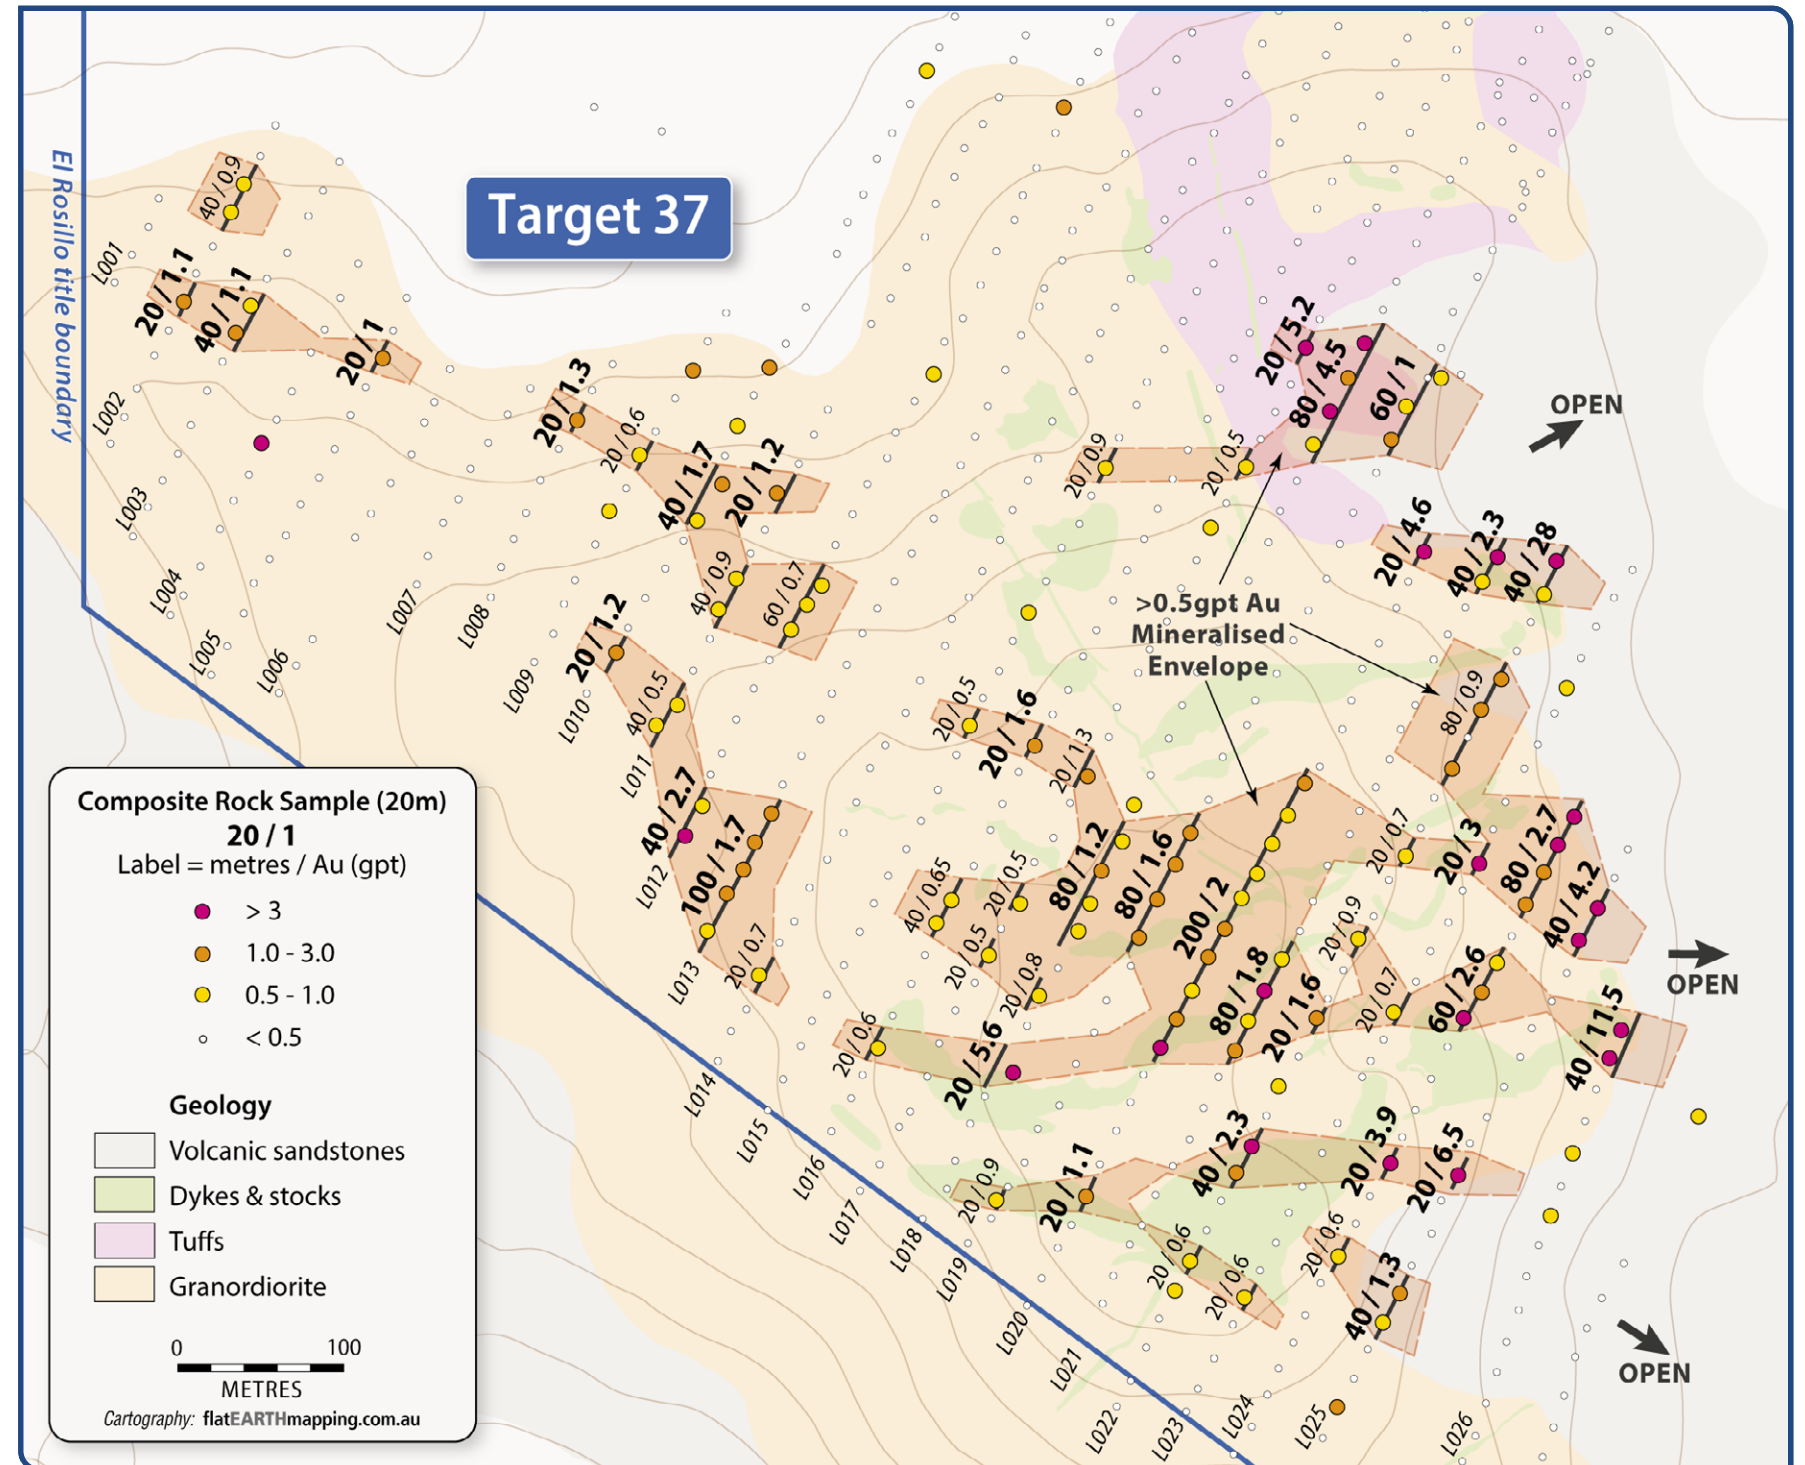 El Rosillo title boundary
Target 37
40 / 0.9
L001
20 / 1.1
40 / 1.1
20 / 1
L002
L003
L004
L005
L006
L007
L008
L009
L010
L011
L012
L013
20 / 1.3
20 / 0.6
40 / 1.7
20 / 1.2
40 / 0.9
60 / 0.7
20 / 1.2
40 / 0.5
40 / 2.7
100 / 1.7
20 / 0.7
20 / 5.2
80 / 4.5
60 / 1
20 / 0.9
20 / 0.5
OPEN
20 / 4.6
40 / 2.3
40 / 28
>0.5gpt Au
Mineralised
Envelope
80 / 0.9
20 / 0.5
20 / 1.6
20 / 1.3
40 / 0.65
20 / 0.5
80 / 1.2
80 / 1.6
200 / 2
20 / 0.5
20 / 0.8
80 / 1.8
20 / 1.6
20 / 0.9
20 / 0.7
20 / 0.7
20 / 3
80 / 2.7
40 / 4.2
60 / 2.6
40 / 11.5
OPEN
20 / 0.6
20 / 5.6
20 / 0.9
20 / 1.1
40 / 2.3
20 / 3.9
20 / 6.5
20 / 0.6
20 / 0.6
20 / 0.6
40 / 1.3
OPEN
L014
L015
L016
L017
L018
L019
L020
L021
L022
L023
L024
L025
L026
Composite Rock Sample (20m)
20 / 1
Label = metres / Au (gpt)
> 3
1.0 - 3.0
0.5 - 1.0
< 0.5
Geology
Volcanic sandstones
Dykes & stocks
Tuffs
Granordiorite
0 100
METRES
Cartography: flatEARTHmapping.com.au